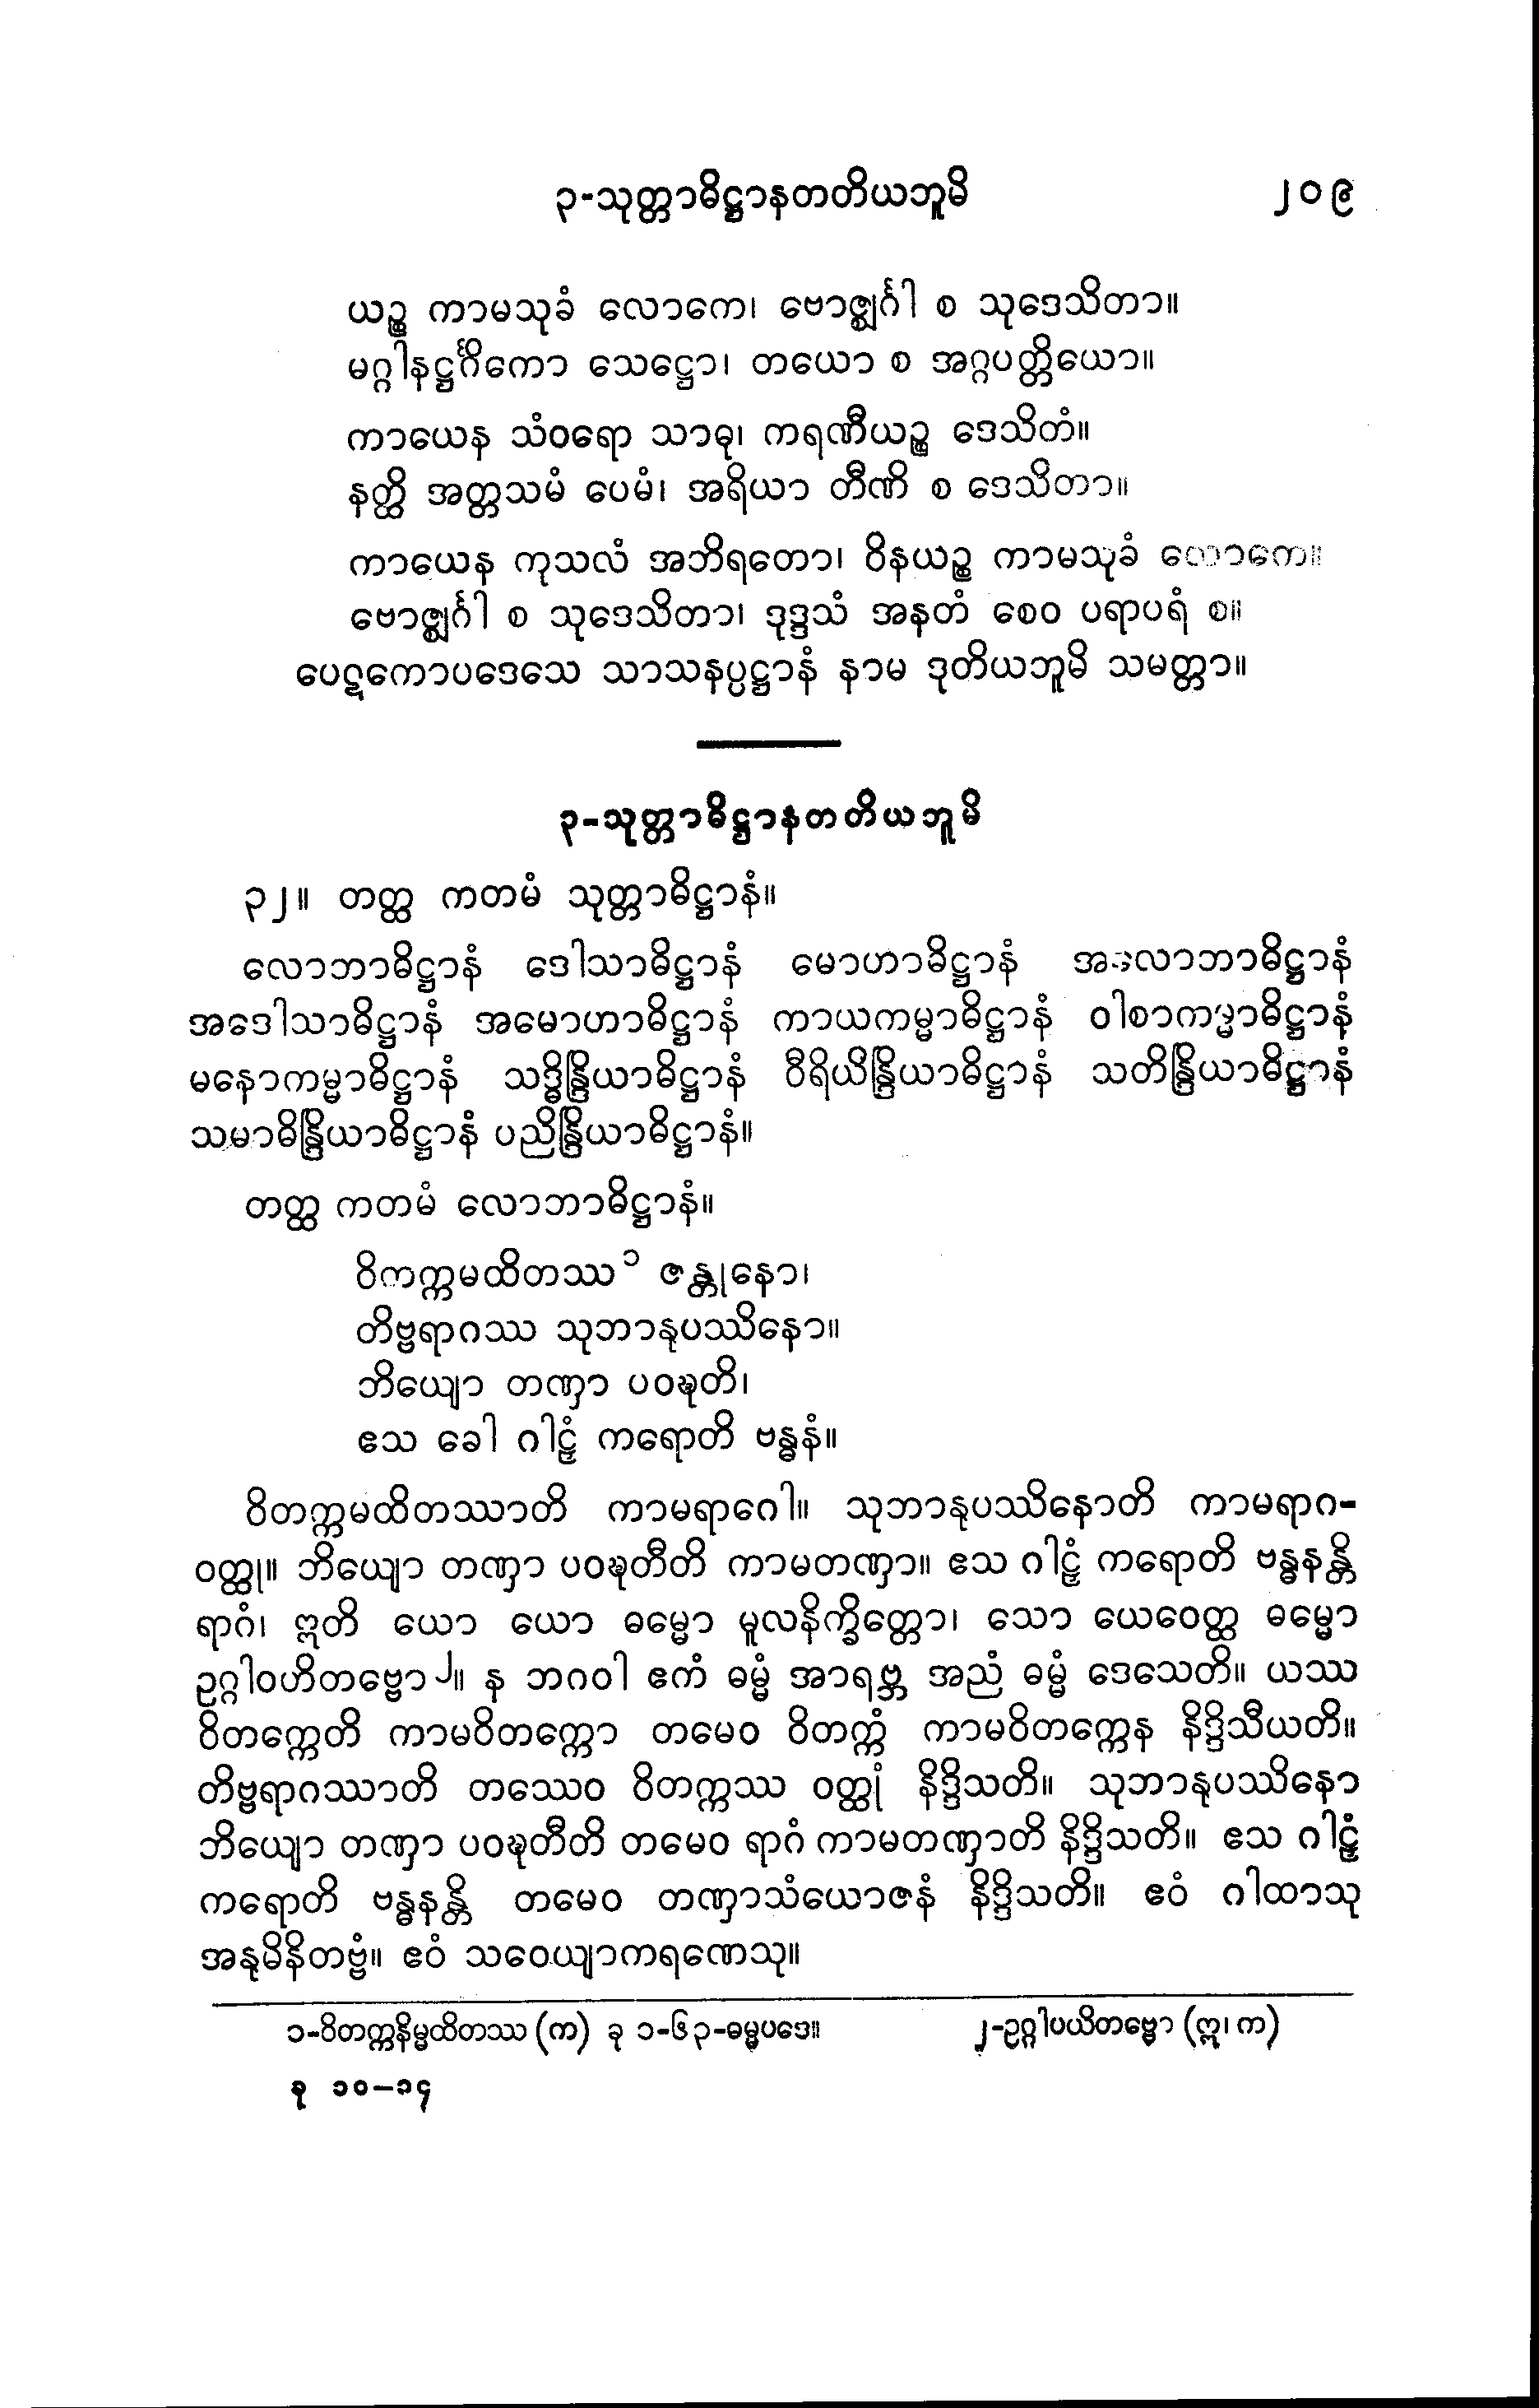 ၃-သုတ္တာဓိဋ္ဌာနတတိယဘူမိ ၂၀၉
ယဉ္စ ကာမသုခံ လောကေ၊ ဗောဇ္ဈင်္ဂါ စ သုဒေသိတာ။
မဂ္ဂါနဋ္ဌင်္ဂိကော သေဋ္ဌော၊ တယော စ အဂ္ဂပတ္တိယော။
ကာယေန သံဝရော သာဓု၊ ကရဏီယဉ္စ ဒေသိတံ။
နတ္ထိ အတ္တသမံ ပေမံ၊ အရိယာ တီဏိ စ ဒေသိတာ။
ကာယေန ကုသလံ အဘိရတော၊ ဝိနယဉ္စ ကာမသုခံ လောကေ။
ဗောဇ္ဈင်္ဂါ စ သုဒေသိတာ၊ ဒုဒ္ဒသံ အနတံ စေဝ ပရာပရံ စ။
ပေဋကောပဒေသေ သာသနပ္ပဋ္ဌာနံ နာမ ဒုတိယဘူမိ သမတ္တာ။
၃-သုတ္တာဓိဋ္ဌာနတတိယဘူမိ
၃၂။ တတ္ထ ကတမံ သုတ္တာဓိဋ္ဌာနံ။
လောဘာဓိဋ္ဌာနံ ဒေါသာဓိဋ္ဌာနံ မောဟာဓိဋ္ဌာနံ အလောဘာဓိဋ္ဌာနံ
အဒေါသာဓိဋ္ဌာနံ အမောဟာဓိဋ္ဌာနံ ကာယကမ္မာဓိဋ္ဌာနံ ဝါစာကမ္မာဓိဋ္ဌာနံ
မနောကမ္မာဓိဋ္ဌာနံ သဒ္ဓိန္ဒြိယာဓိဋ္ဌာနံ ဝီရိယိန္ဒြိယာဓိဋ္ဌာနံ သတိန္ဒြိယာဓိဋ္ဌာနံ
သမာဓိန္ဒြိယာဓိဋ္ဌာနံ ပညိန္ဒြိယာဓိဋ္ဌာနံ။
တတ္ထ ကတမံ လောဘာဓိဋ္ဌာနံ။
ဝိတက္ကမထိတဿ ၁ ဇန္တုနော၊
တိဗ္ဗရာဂဿ သုဘာနုပဿိနော။
ဘိယျော တဏှာ ပဝဍ္ဎတိ၊
ဧသ ခေါ ဂါဠှံ ကရောတိ ဗန္ဓနံ။
ဝိတက္ကမထိတဿာတိ ကာမရာဂေါ။ သုဘာနုပဿိနောတိ ကာမရာဂ-
ဝတ္ထု။ ဘိယျော တဏှာ ပဝဍ္ဎတီတိ ကာမတဏှာ။ ဧသ ဂါဠှံ ကရောတိ ဗန္ဓနန္တိ
ရာဂံ၊ ဣတိ ယော ယော ဓမ္မော မူလနိက္ခိတ္တော၊ သော ယေဝေတ္ထ ဓမ္မော
ဥဂ္ဂါဝဟိတဗ္ဗော ၂။ န ဘဂဝါ ဧကံ ဓမ္မံ အာရဗ္ဘ အညံ ဓမ္မံ ဒေသေတိ။ ယဿ
ဝိတက္ကေတိ ကာမဝိတက္ကော တမေဝ ဝိတက္ကံ ကာမဝိတက္ကေန နိဒ္ဒိသီယတိ။
တိဗ္ဗရာဂဿာတိ တဿေဝ ဝိတက္ကဿ ဝတ္ထုံ နိဒ္ဒိသတိ။ သုဘာနုပဿိနော
ဘိယျော တဏှာ ပဝဍ္ဎတီတိ တမေဝ ရာဂံ ကာမတဏှာတိ နိဒ္ဒိသတိ။ ဧသ ဂါဠှံ
ကရောတိ ဗန္ဓနန္တိ တမေဝ တဏှာသံယောဇနံ နိဒ္ဒိသတိ။ ဧဝံ ဂါထာသု
အနုမိနိတဗ္ဗံ။ ဧဝံ သဝေယျာကရဏေသု။
၁-ဝိတက္ကနိမ္မထိတဿ (က) ခု ၁-၆၃-ဓမ္မပဒေ။ ၂-ဥဂ္ဂါပယိတဗ္ဗော (ဣ၊ က)
ခု ၁၀–၁၄